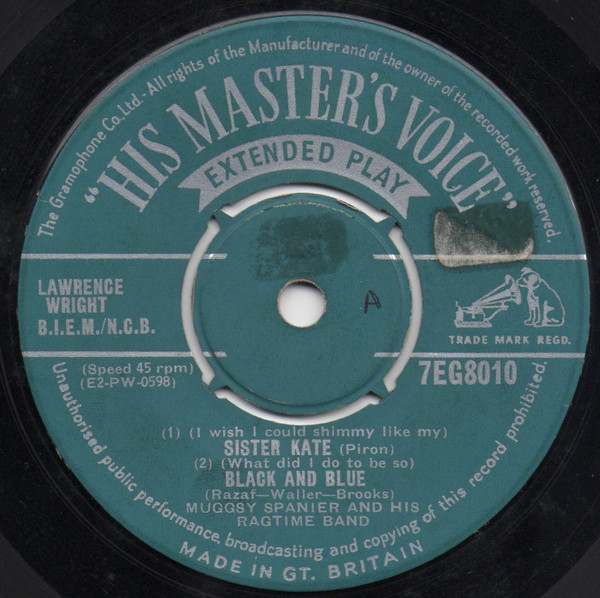 The Gramophone Co. Ltd. All rights of the Manufacturer and of the owner of the recorded work reserved.
"HIS MASTER'S VOICE"
EXTENDED PLAY
LAWRENCE
WRIGHT
B.I.E.M./N.C.B.
A
TRADE MARK REGD.
(Speed 45 rpm)
(E2-PW-0598)
7EG8010
(1) (I wish I could shimmy like my)
SISTER KATE (Piron)
(2) (What did I do to be so)
BLACK AND BLUE
(Razaf—Waller—Brooks)
MUGGSY SPANIER AND HIS
RAGTIME BAND
Unauthorised public performance, broadcasting and copying of this record prohibited.
MADE IN GT. BRITAIN